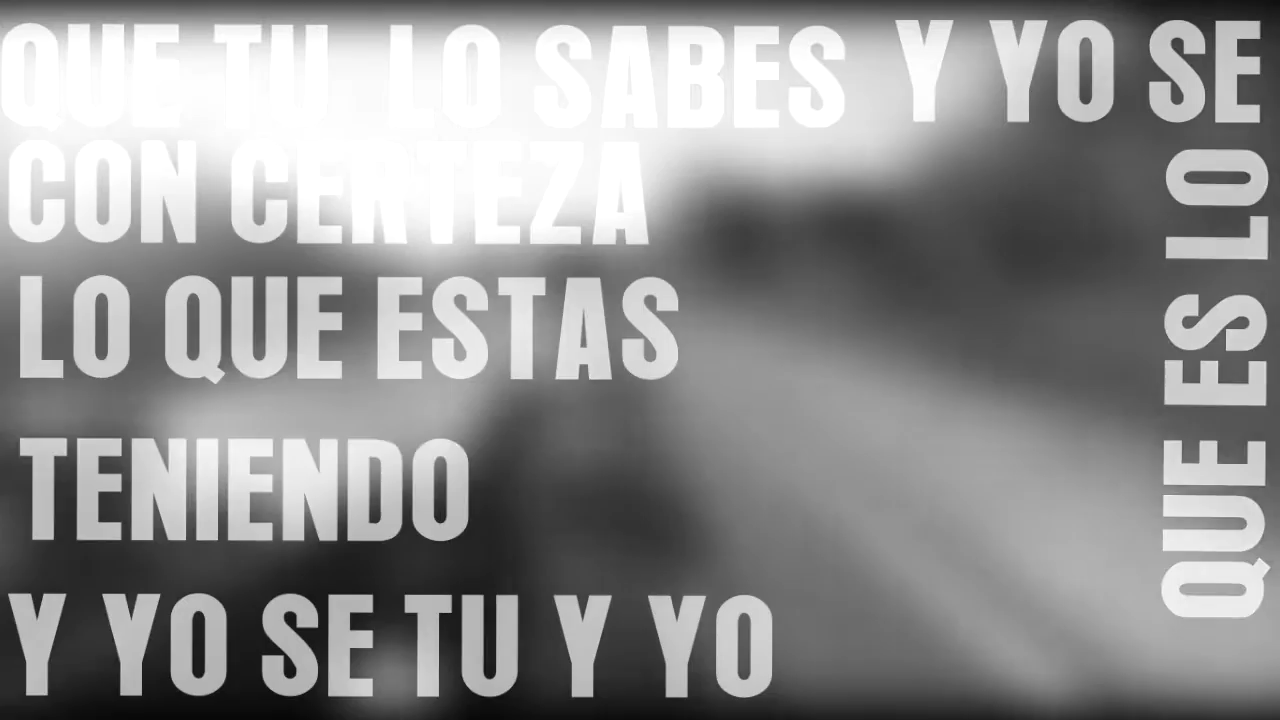 QUE TU LO SABES Y YO SE
CON CERTEZA
LO QUE ESTAS
TENIENDO
Y YO SE TU Y YO
QUE ES LO